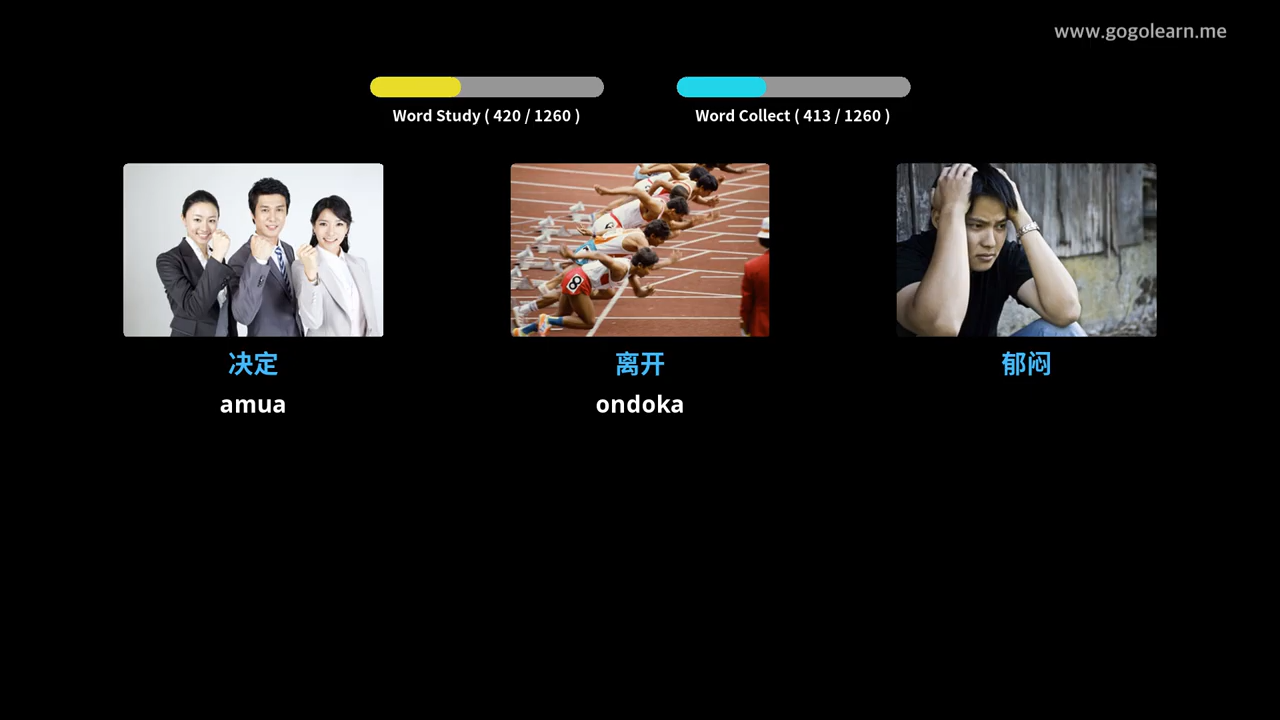 www.gogolearn.me
Word Study ( 420 / 1260 )
Word Collect ( 413 / 1260 )
决定
离开
郁闷
amua
ondoka
8